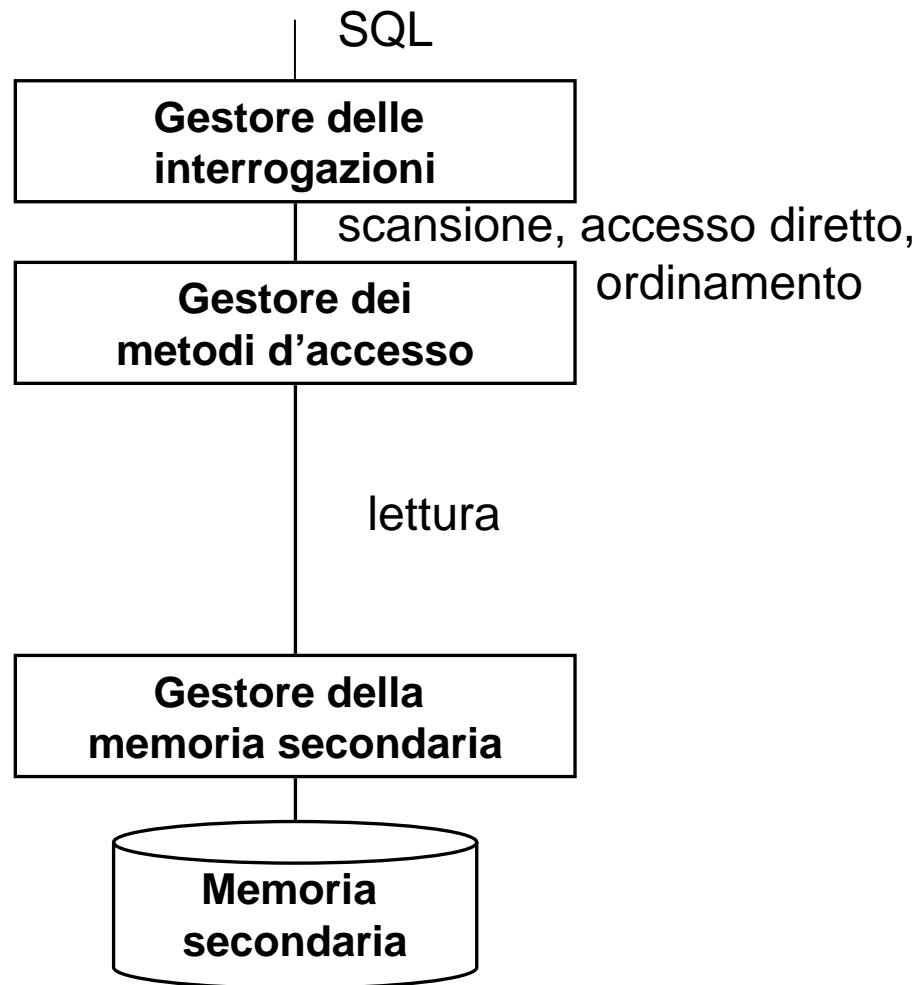 SQL
Gestore delle
interrogazioni
scansione, accesso diretto,
ordinamento
Gestore dei
metodi d’accesso
lettura
Gestore della
memoria secondaria
Memoria
secondaria